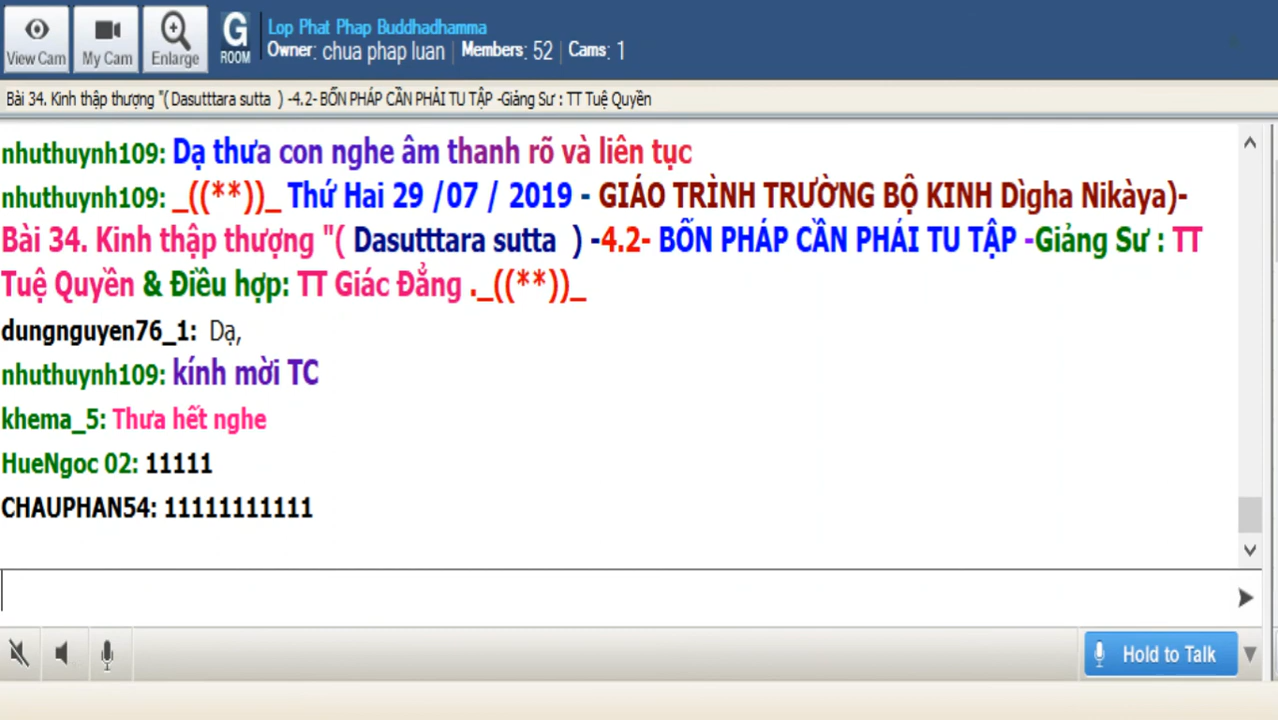 Lop Phat Phap Buddhadhamma
View Cam My Cam Enlarge G ROOM Owner: chua phap luan | Members: 52 | Cams: 1
Bài 34. Kinh thập thượng "( Dasutttara sutta ) -4.2- BỐN PHÁP CẦN PHẢI TU TẬP -Giảng Sư : TT Tuệ Quyền
nhuthuynh109: Dạ thưa con nghe âm thanh rõ và liên tục
nhuthuynh109: _((**))_ Thứ Hai 29 /07 / 2019 - GIÁO TRÌNH TRƯỜNG BỘ KINH Dìgha Nikàya)-
Bài 34. Kinh thập thượng "( Dasutttara sutta ) -4.2- BỐN PHÁP CẦN PHẢI TU TẬP -Giảng Sư : TT
Tuệ Quyền & Điều hợp: TT Giác Đẳng ._((**))_
dungnguyen76_1: Dạ,
nhuthuynh109: kính mời TC
khema_5: Thưa hết nghe
HueNgoc 02: 11111
CHAUPHAN54: 11111111111
Hold to Talk